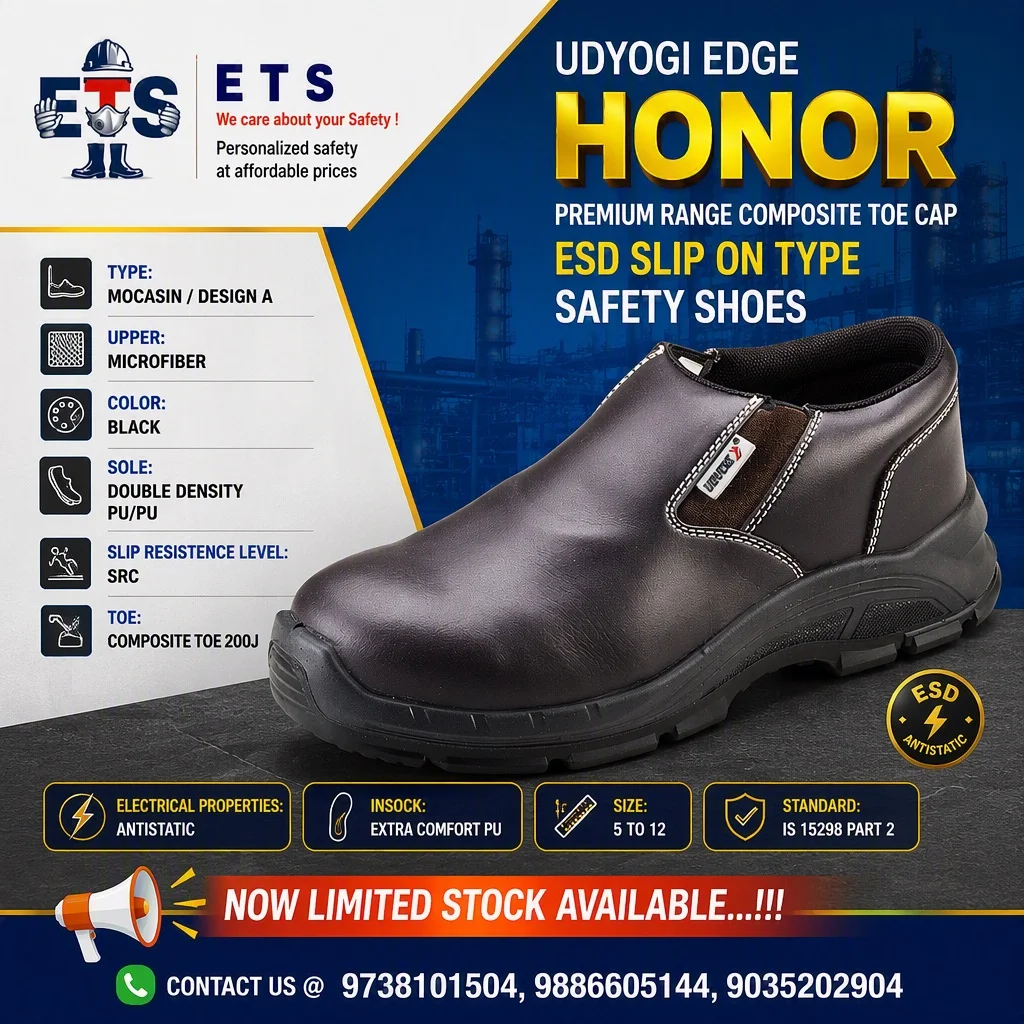 ETS
ETS
We care about your Safety !
Personalized safety
at affordable prices
UDYOGI EDGE
HONOR
PREMIUM RANGE COMPOSITE TOE CAP
ESD SLIP ON TYPE
SAFETY SHOES
TYPE:
MOCASIN / DESIGN A
UPPER:
MICROFIBER
COLOR:
BLACK
SOLE:
DOUBLE DENSITY
PU/PU
SLIP RESISTENCE LEVEL:
SRC
TOE:
COMPOSITE TOE 200J
ESD
ANTISTATIC
ELECTRICAL PROPERTIES:
ANTISTATIC
INSOCK:
EXTRA COMFORT PU
SIZE:
5 TO 12
STANDARD:
IS 15298 PART 2
NOW LIMITED STOCK AVAILABLE...!!!
CONTACT US @ 9738101504, 9886605144, 9035202904